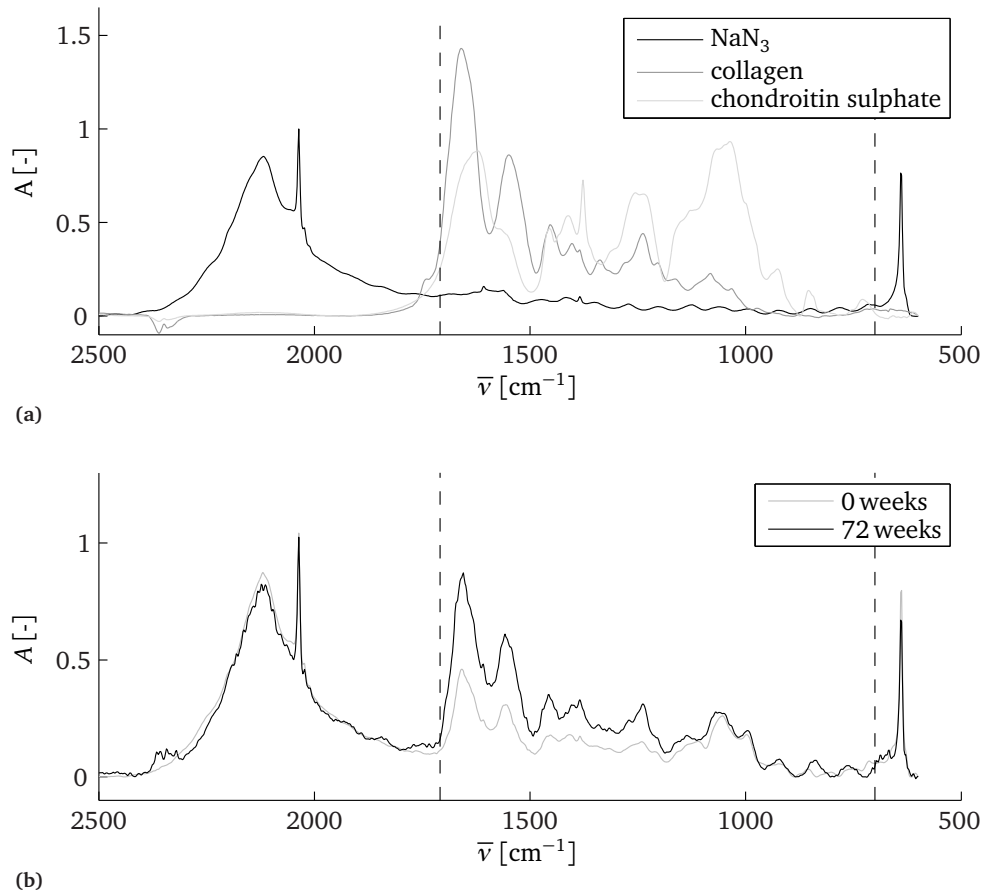 1.5
1
0.5
0
A [-]
NaN₃
collagen
chondroitin sulphate
2500 2000 1500 1000 500
ν̅ [cm⁻¹]
(a)
1
0.5
0
A [-]
0 weeks
72 weeks
2500 2000 1500 1000 500
ν̅ [cm⁻¹]
(b)